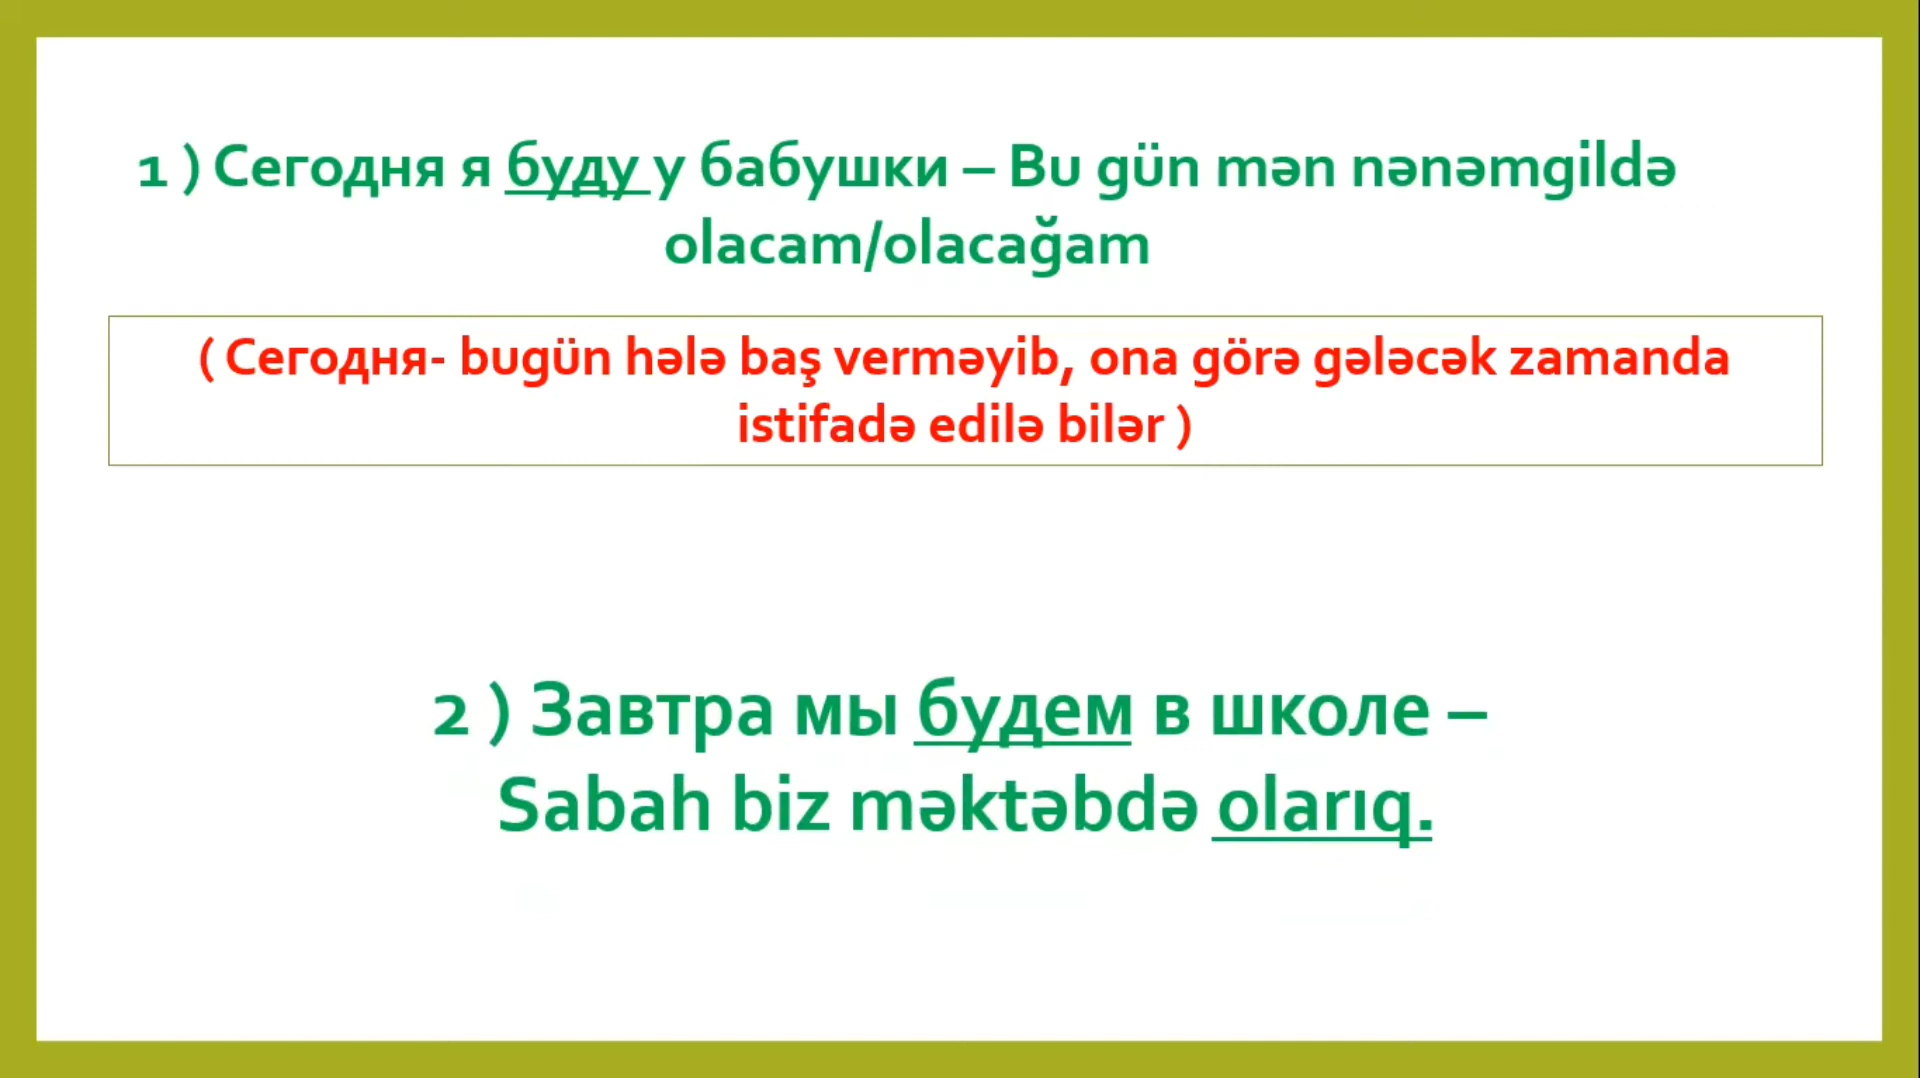 1 ) Сегодня я буду у бабушки – Bu gün mən nənəmgildə
olacam/olacağam
( Сегодня- bugün hələ baş verməyib, ona görə gələcək zamanda
istifadə edilə bilər )
2 ) Завтра мы будем в школе –
Sabah biz məktəbdə olarıq.